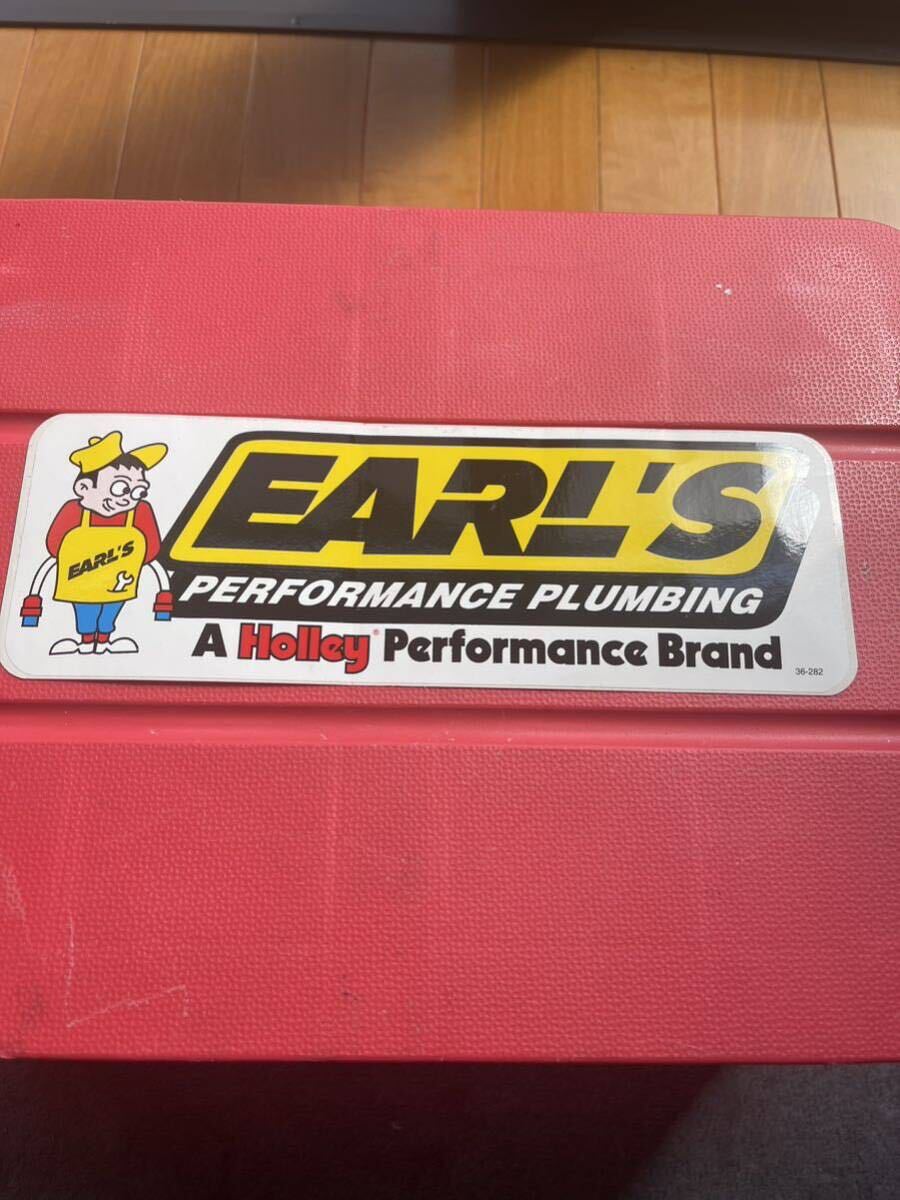 EARL'S
EARL'S®
PERFORMANCE PLUMBING
A Holley® Performance Brand
36-282